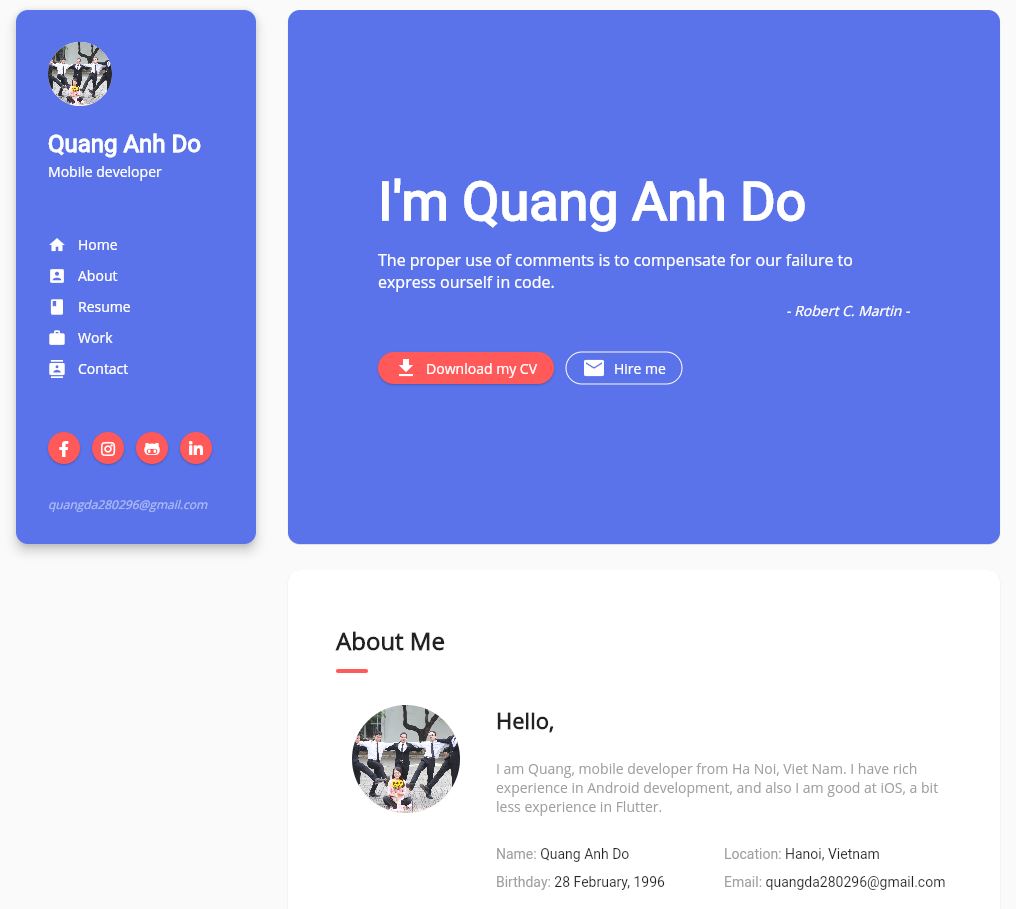 Quang Anh Do
Mobile developer
Home
About
Resume
Work
Contact
quangda280296@gmail.com
I'm Quang Anh Do
The proper use of comments is to compensate for our failure to
express ourself in code.
- Robert C. Martin -
Download my CV
Hire me
About Me
Hello,
I am Quang, mobile developer from Ha Noi, Viet Nam. I have rich
experience in Android development, and also I am good at iOS, a bit
less experience in Flutter.
Name: Quang Anh Do
Location: Hanoi, Vietnam
Birthday: 28 February, 1996
Email: quangda280296@gmail.com